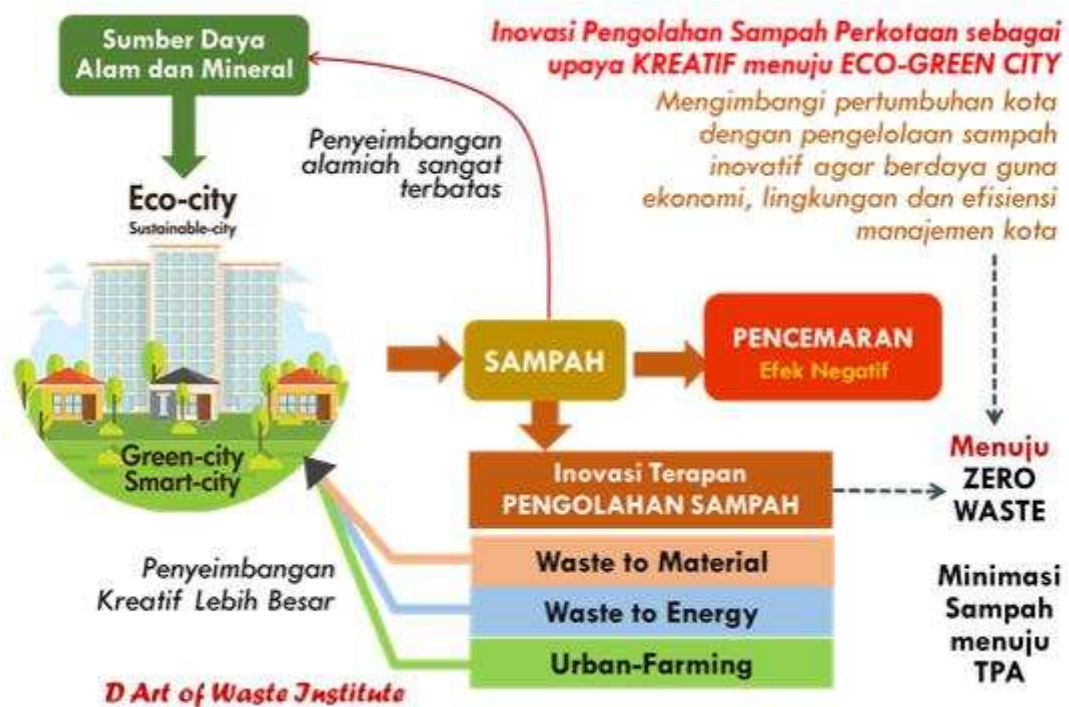 Sumber Daya
Alam dan Mineral
Inovasi Pengolahan Sampah Perkotaan sebagai
upaya KREATIF menuju ECO-GREEN CITY
Mengimbangi pertumbuhan kota
dengan pengelolaan sampah
inovatif agar berdaya guna
ekonomi, lingkungan dan efisiensi
manajemen kota
Penyeimbangan
alamiah sangat
terbatas
Eco-city
Sustainable-city
Green-city
Smart-city
SAMPAH
PENCEMARAN
Efek Negatif
Inovasi Terapan
PENGOLAHAN SAMPAH
Waste to Material
Waste to Energy
Urban-Farming
Menuju
ZERO
WASTE
Minimasi
Sampah
menuju
TPA
Penyeimbangan
Kreatif Lebih Besar
D Art of Waste Institute